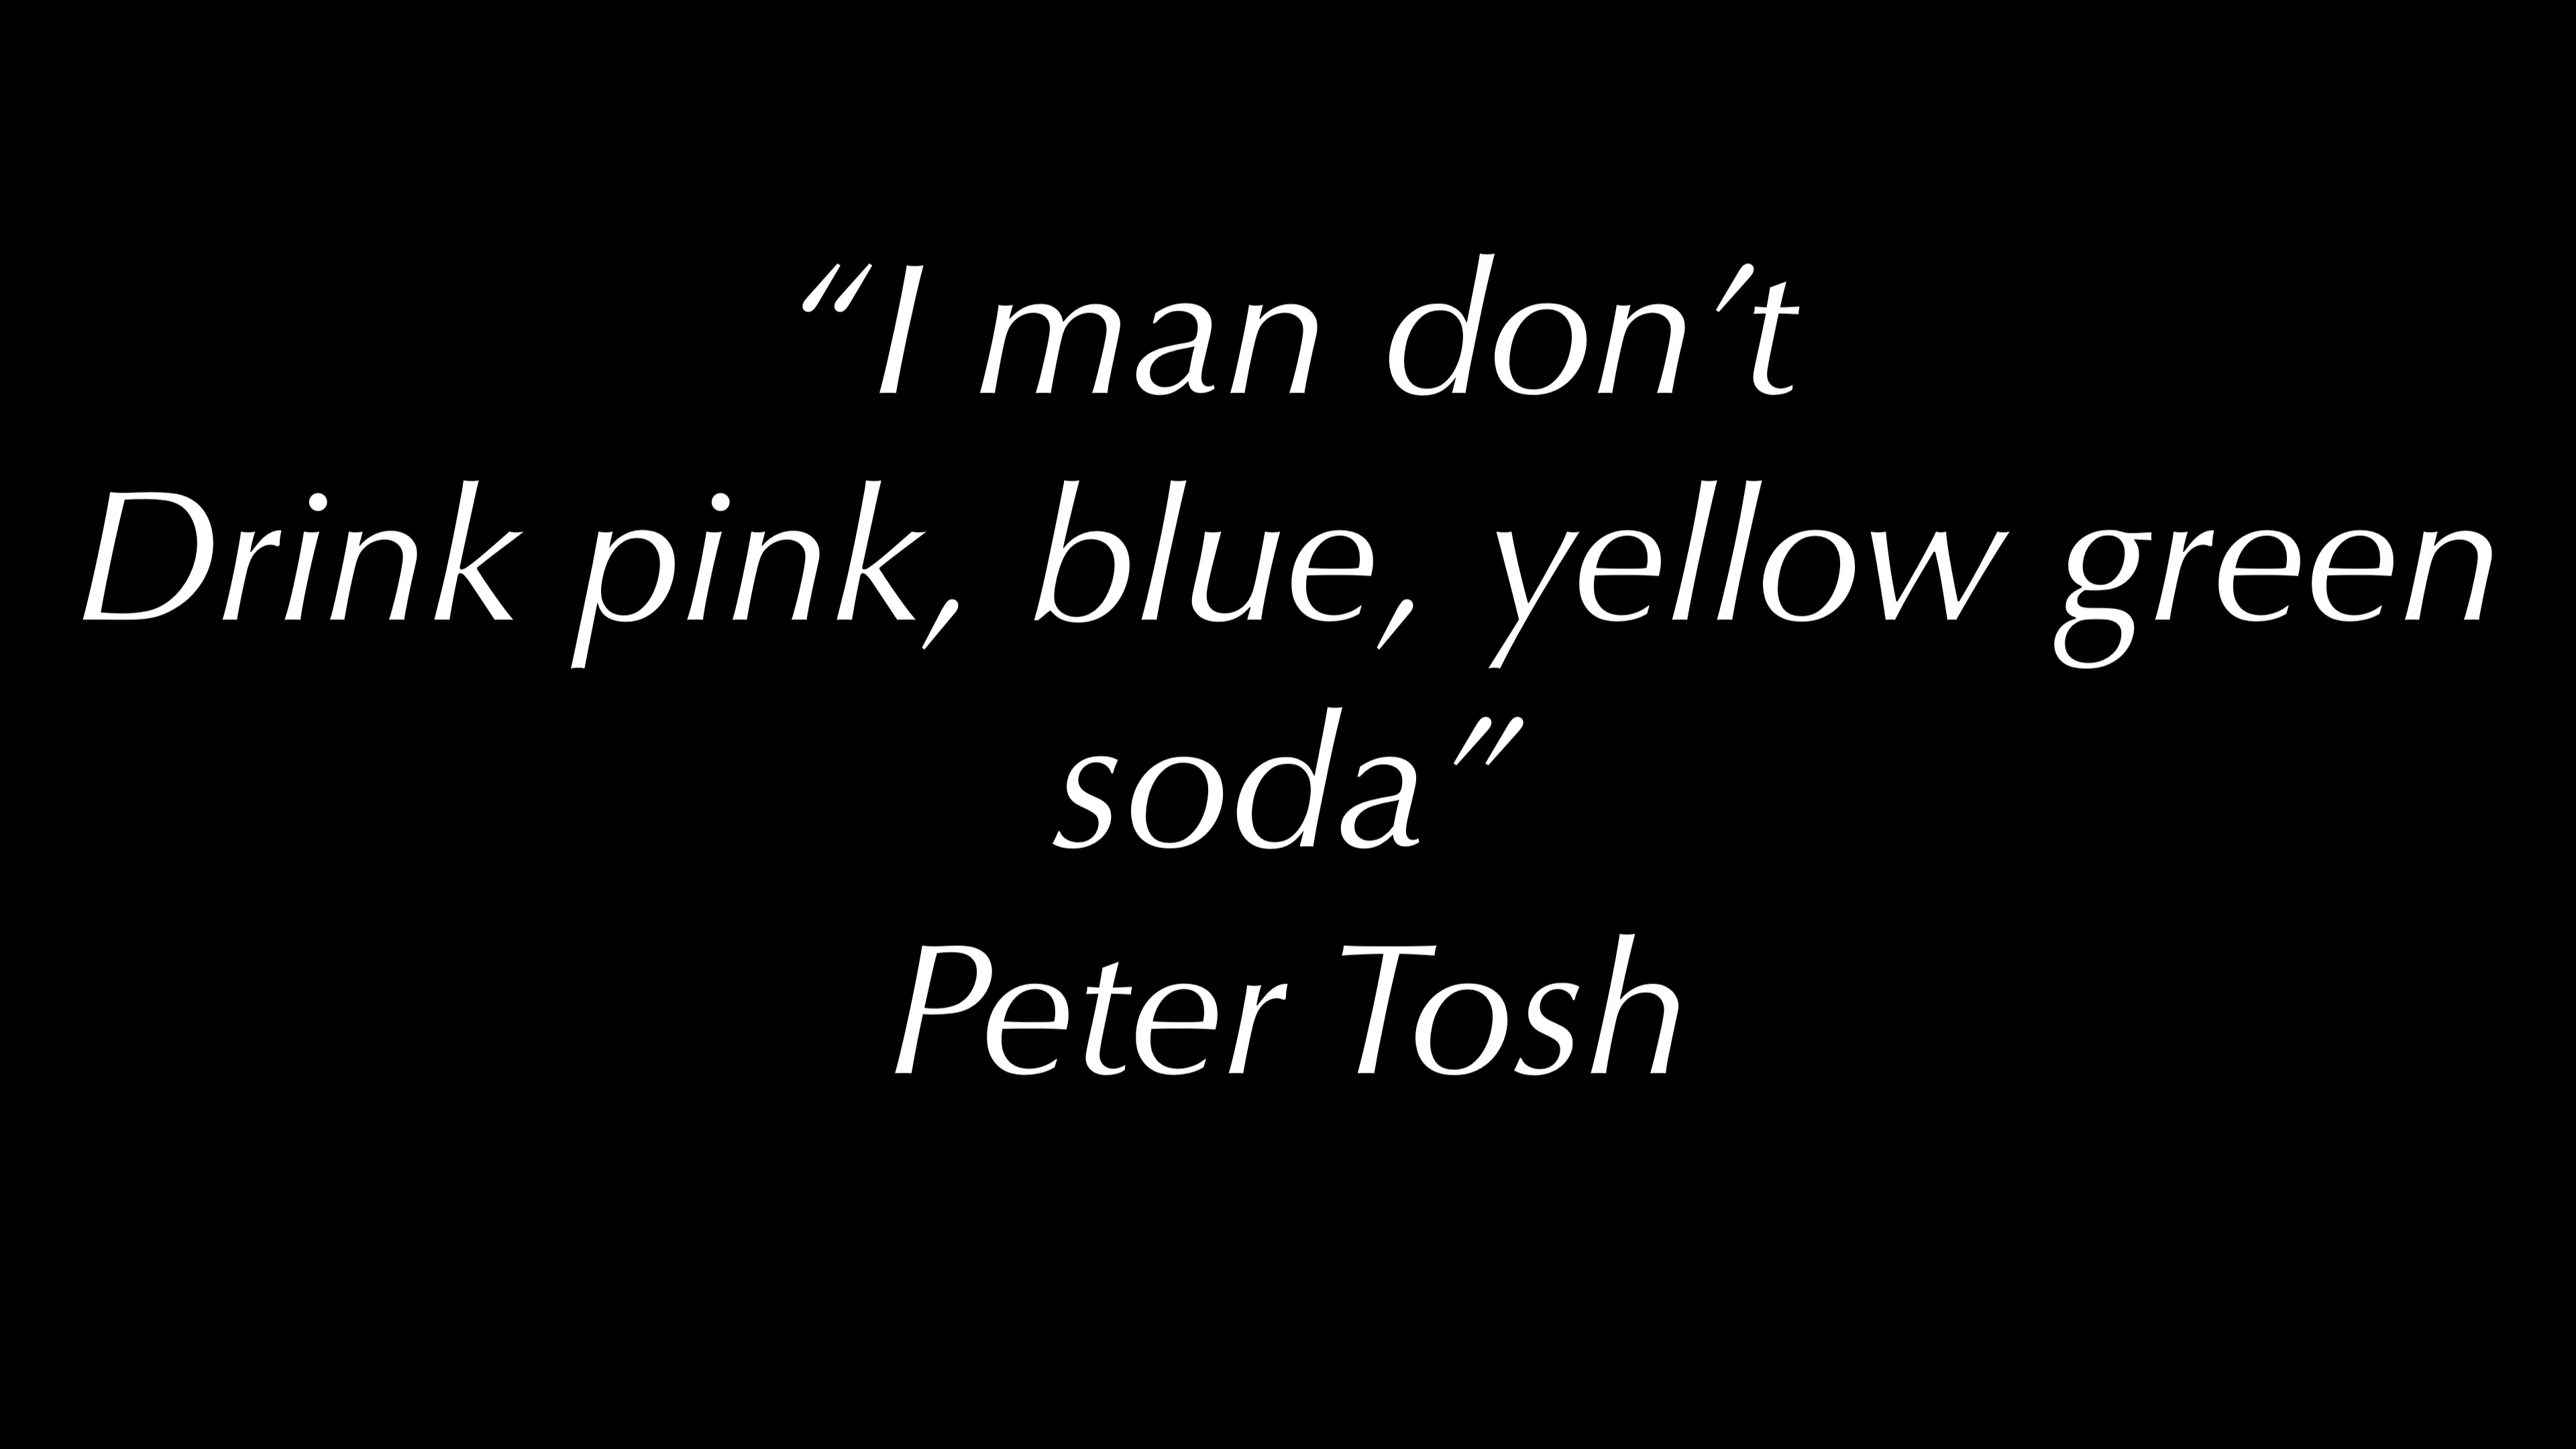 “I man don’t
Drink pink, blue, yellow green
soda”
Peter Tosh